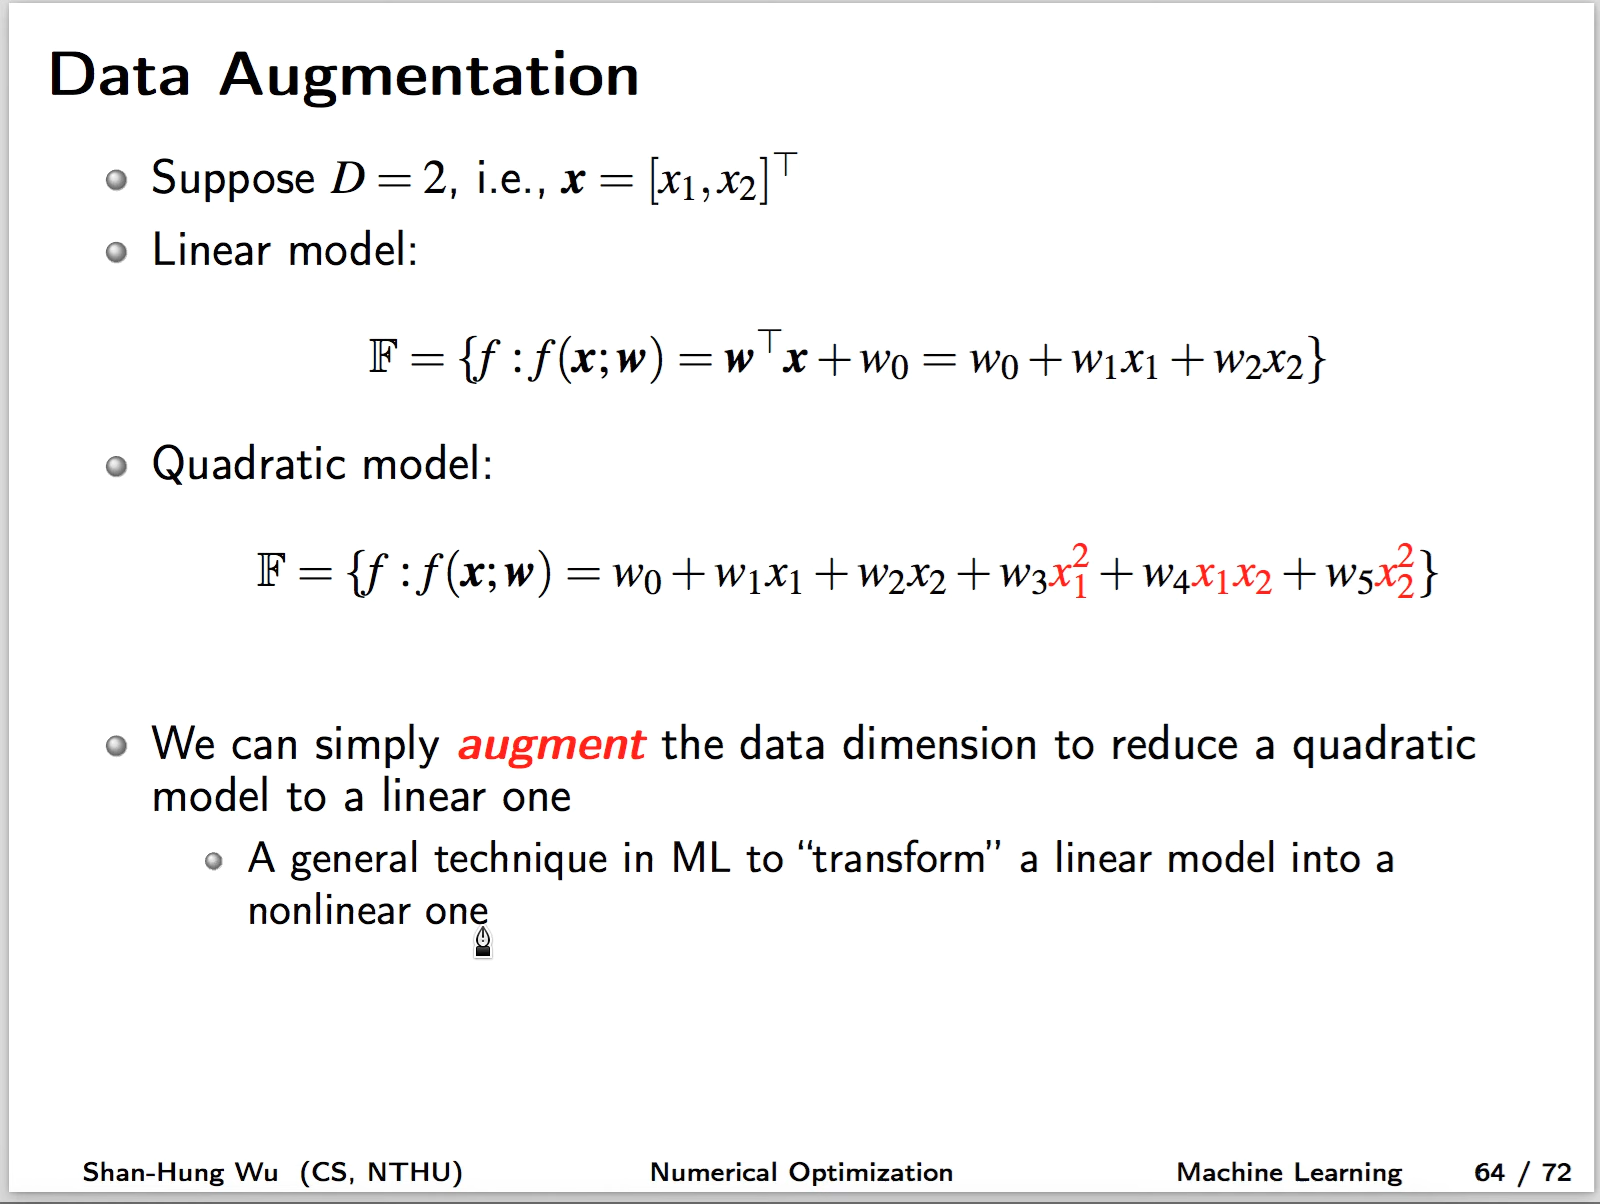 Data Augmentation
Suppose D = 2, i.e., x = [x₁, x₂]⊤
Linear model:
𝔽 = {f : f(x; w) = w⊤x + w₀ = w₀ + w₁x₁ + w₂x₂}
Quadratic model:
𝔽 = {f : f(x; w) = w₀ + w₁x₁ + w₂x₂ + w₃x₁² + w₄x₁x₂ + w₅x₂²}
We can simply augment the data dimension to reduce a quadratic
model to a linear one
A general technique in ML to “transform” a linear model into a
nonlinear one
Shan-Hung Wu (CS, NTHU) Numerical Optimization Machine Learning 64 / 72